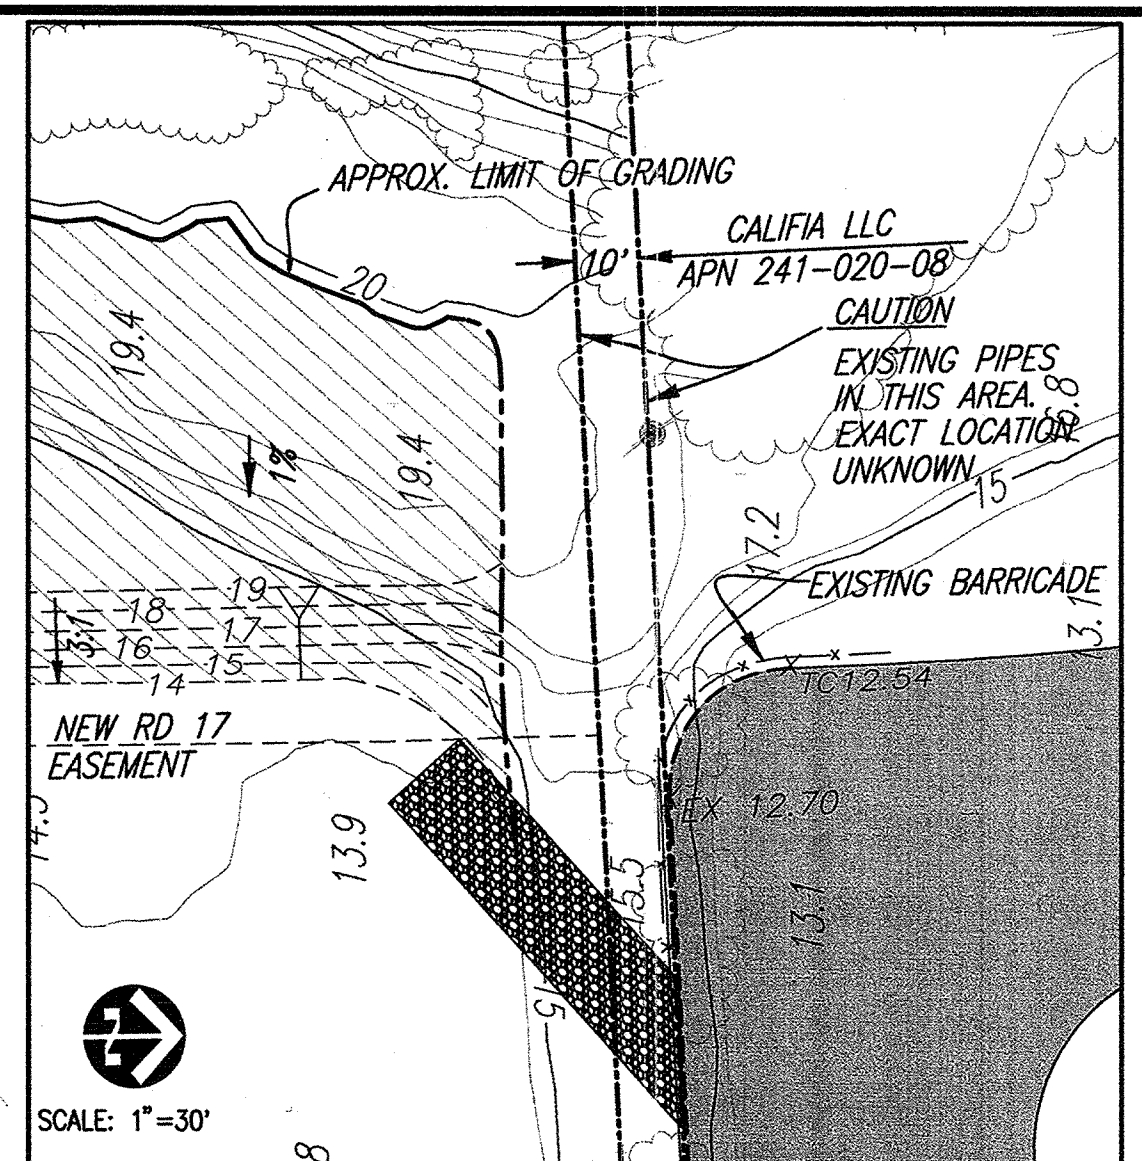 APPROX. LIMIT OF GRADING
CALIFIA LLC
APN 241-020-08
10'
20
CAUTION
EXISTING PIPES
IN THIS AREA.
EXACT LOCATION
UNKNOWN
19.4
19.4
1%
15
17.2
EXISTING BARRICADE
13.1
19
18
17
16
15
14
3:1
TC12.54
NEW RD 17
EASEMENT
EX 12.70
13.9
15.5
13.1
15
SCALE: 1"=30'
8